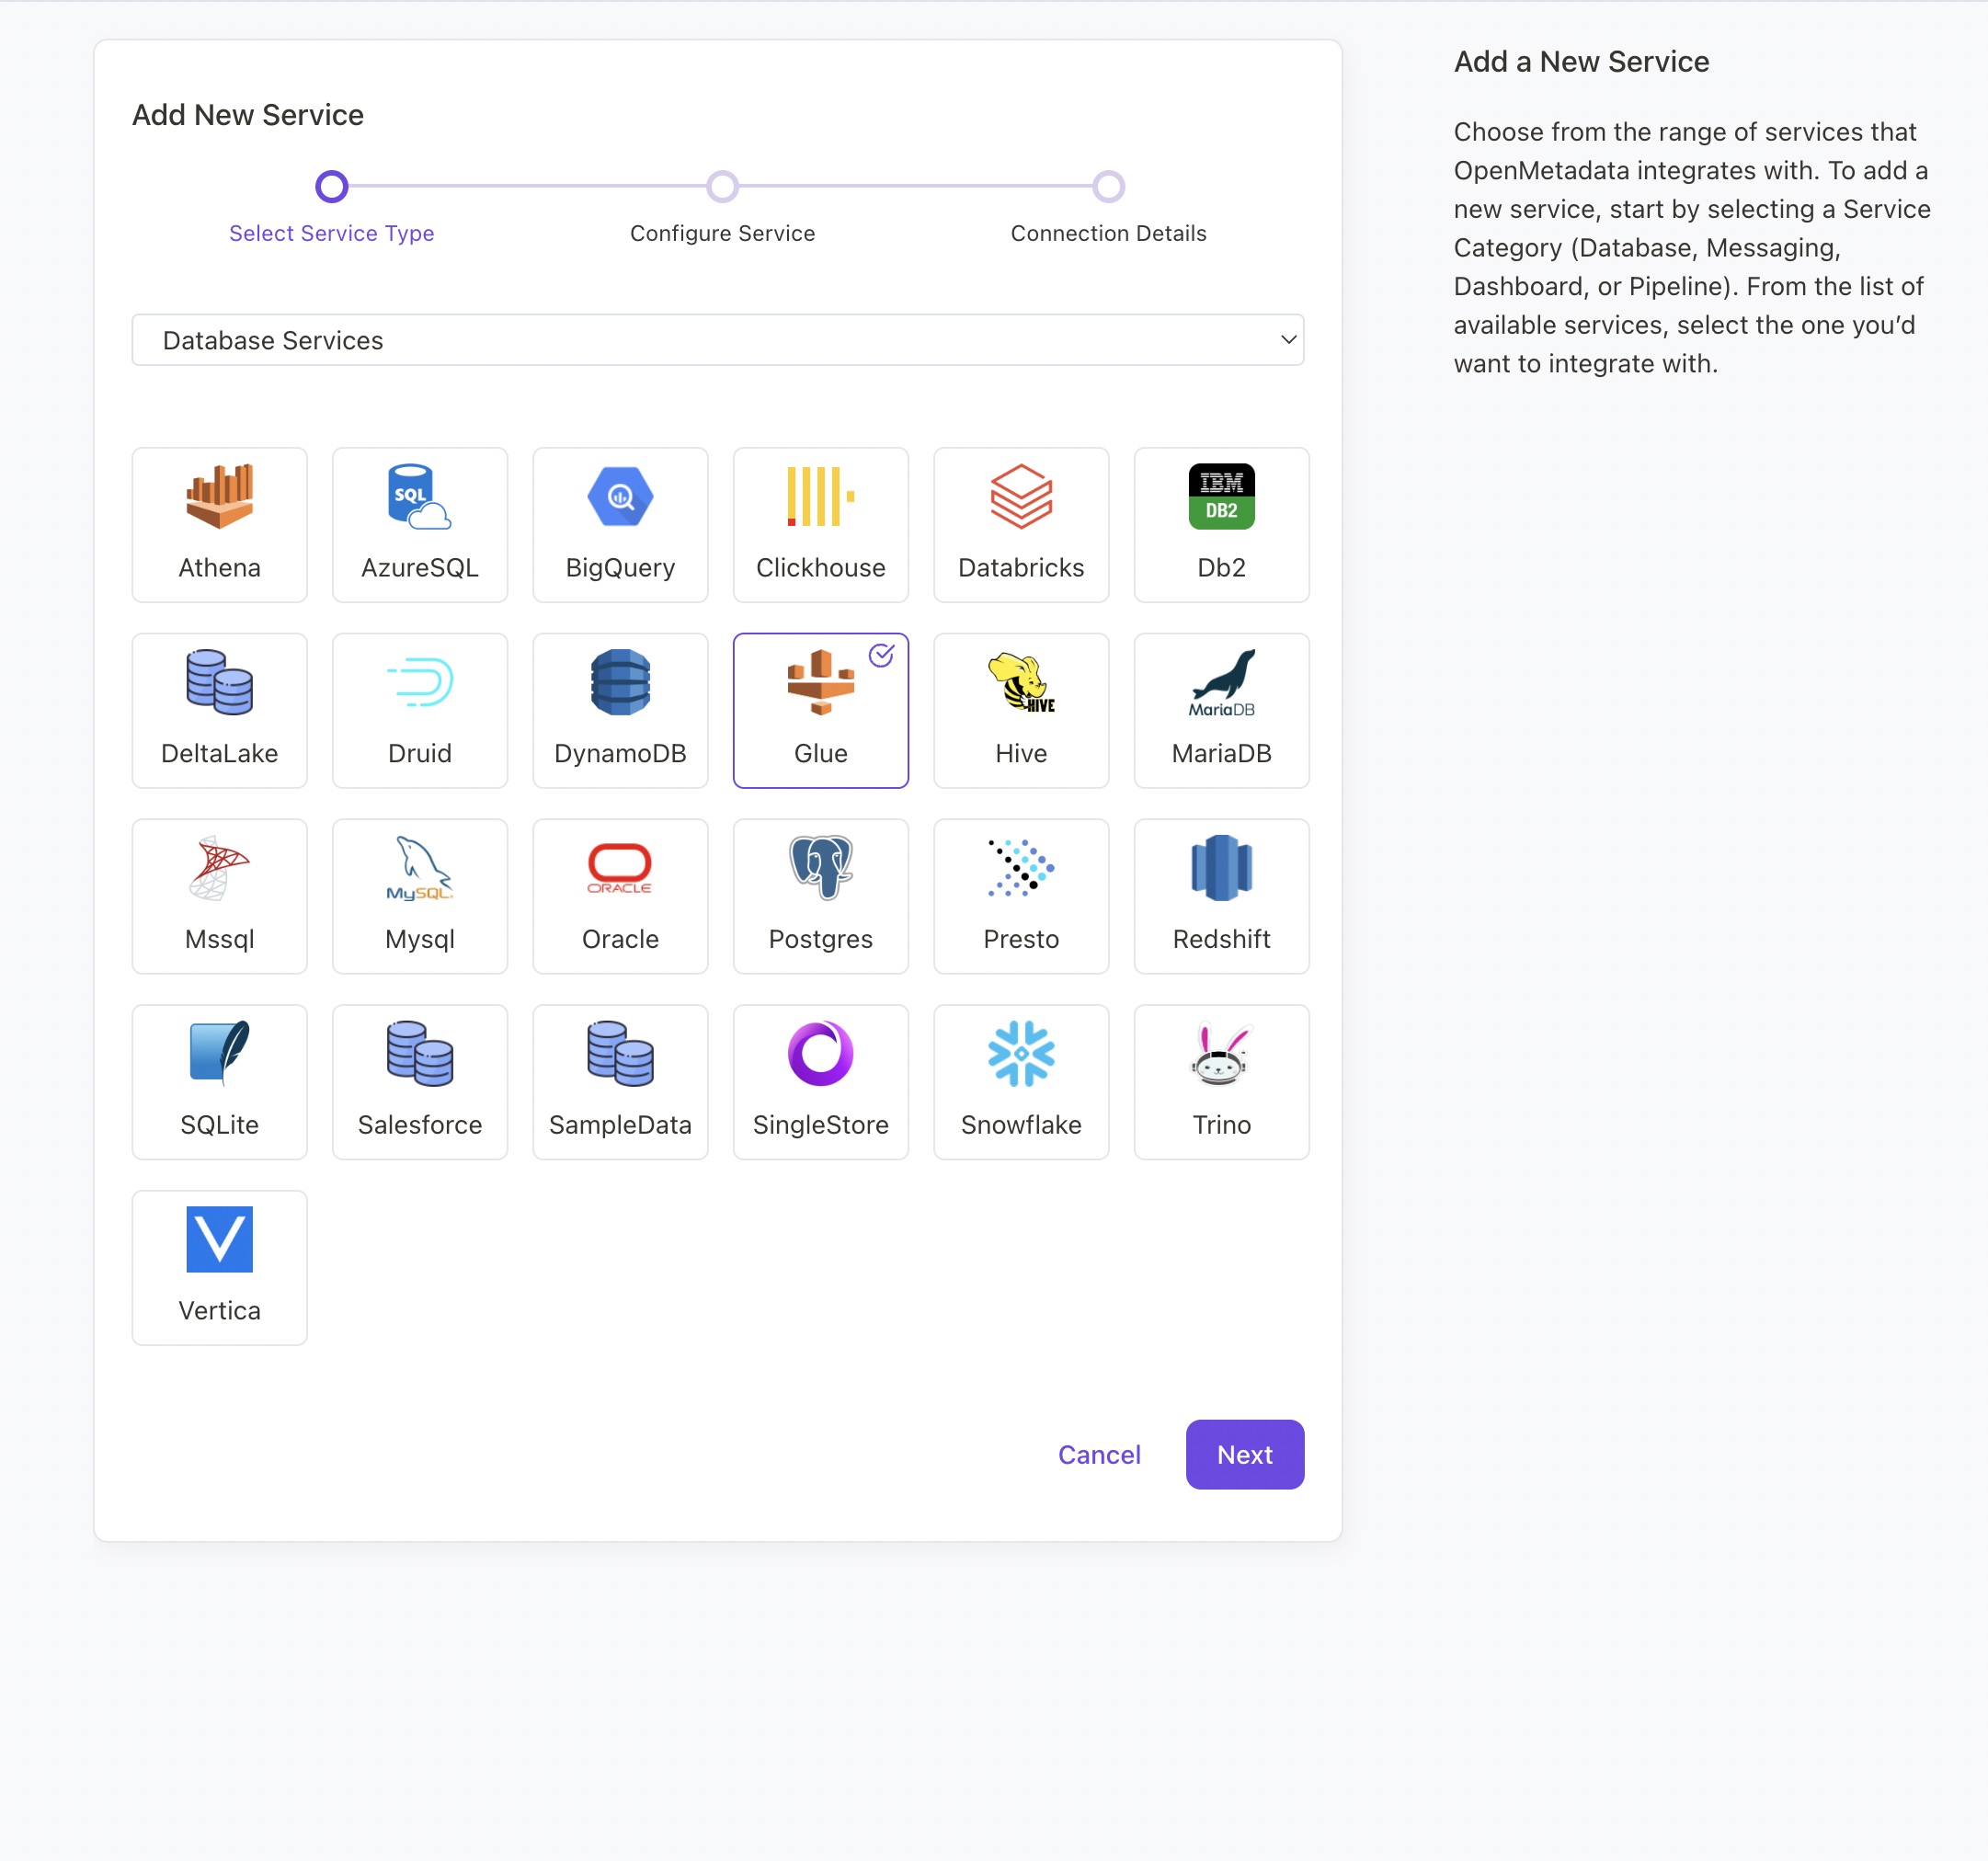 Add New Service
Select Service Type
Configure Service
Connection Details
Database Services
SQL
IBM
DB2
Athena
AzureSQL
BigQuery
Clickhouse
Databricks
Db2
HIVE
MariaDB
DeltaLake
Druid
DynamoDB
Glue
Hive
MariaDB
MySQL
ORACLE
Mssql
Mysql
Oracle
Postgres
Presto
Redshift
SQLite
Salesforce
SampleData
SingleStore
Snowflake
Trino
Vertica
Cancel
Next
Add a New Service
Choose from the range of services that
OpenMetadata integrates with. To add a
new service, start by selecting a Service
Category (Database, Messaging,
Dashboard, or Pipeline). From the list of
available services, select the one you’d
want to integrate with.